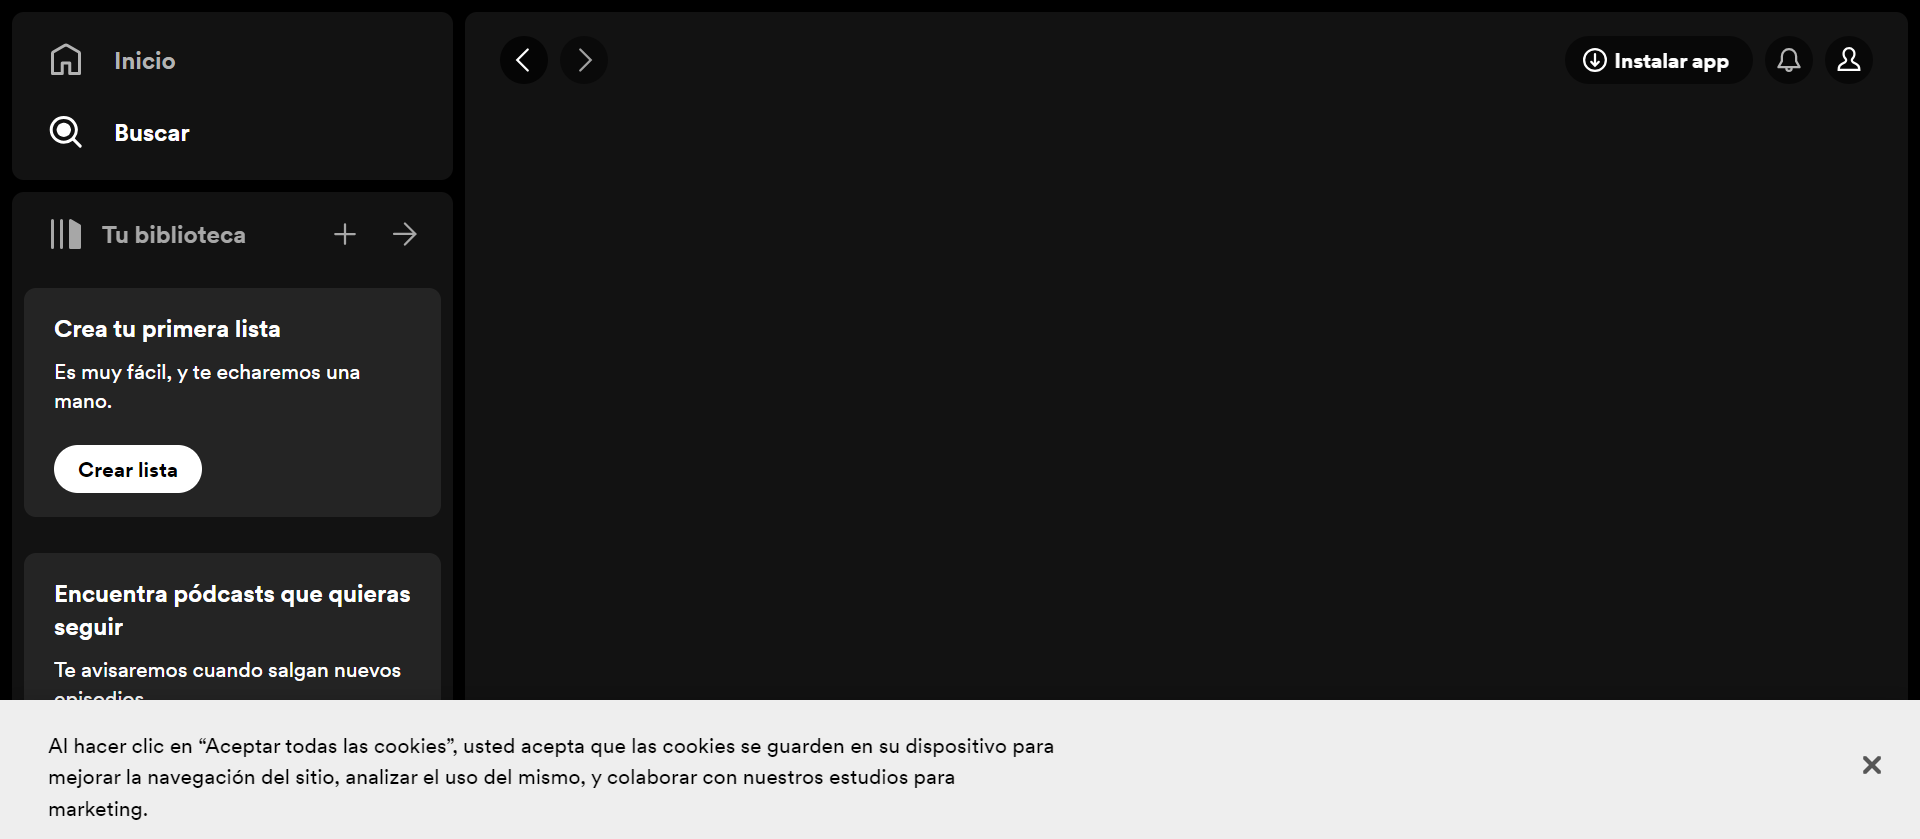 Inicio
Buscar
Tu biblioteca
Crea tu primera lista
Es muy fácil, y te echaremos una
mano.
Crear lista
Encuentra pódcasts que quieras
seguir
Te avisaremos cuando salgan nuevos
episodios.
Instalar app
Al hacer clic en “Aceptar todas las cookies”, usted acepta que las cookies se guarden en su dispositivo para
mejorar la navegación del sitio, analizar el uso del mismo, y colaborar con nuestros estudios para
marketing.